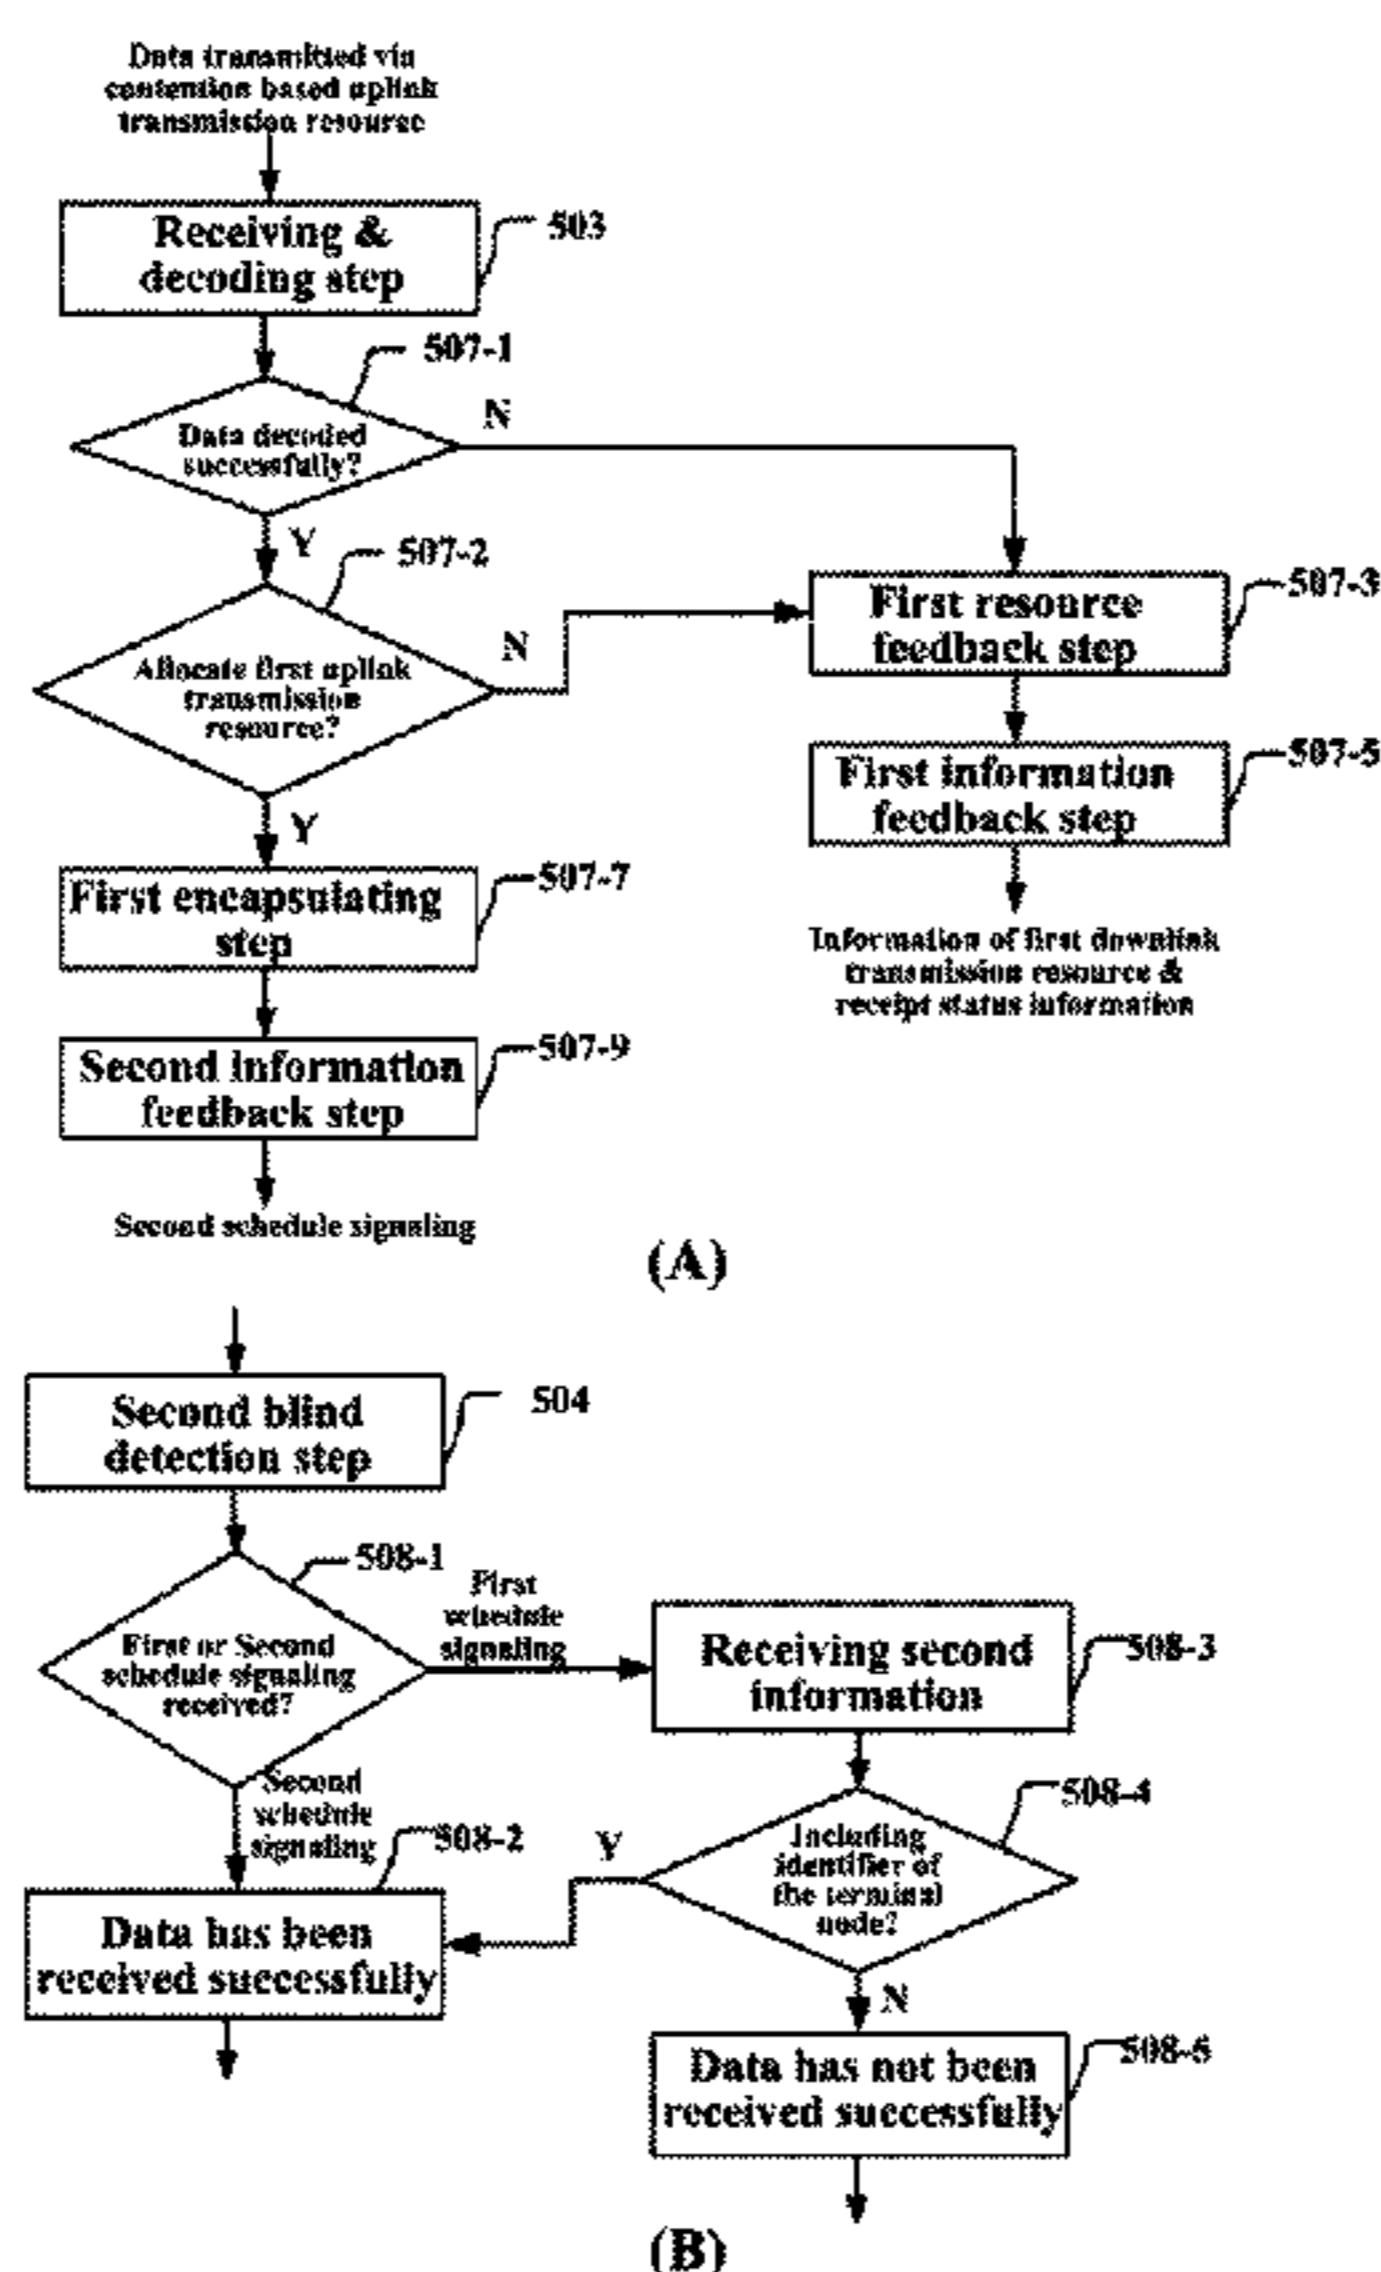 Data transmitted via
contention based uplink
transmission resource
Receiving &
decoding step
503
507-1
Data decoded
successfully?
N
Y
507-2
Allocate first uplink
transmission
resource?
N
First resource
feedback step
507-3
First information
feedback step
507-5
Y
First encapsulating
step
507-7
Information of first downlink
transmission resource &
receipt status information
Second information
feedback step
507-9
Second schedule signaling
(A)
Second blind
detection step
504
508-1
First or Second
schedule signaling
received?
First
schedule
signaling
Receiving second
information
508-3
Second
schedule
signaling
508-2
508-4
Including
identifier of
the terminal
node?
Y
Data has been
received successfully
N
Data has not been
received successfully
508-5
(B)